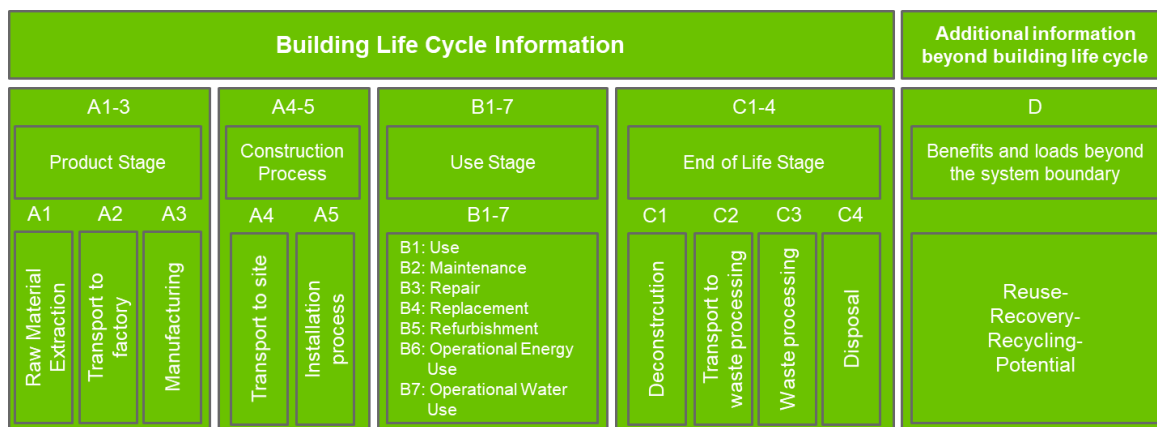 Building Life Cycle Information
Additional information
beyond building life cycle
A1-3
A4-5
B1-7
C1-4
D
Product Stage
Construction
Process
Use Stage
End of Life Stage
Benefits and loads beyond
the system boundary
A1
A2
A3
A4
A5
B1-7
C1
C2
C3
C4
Raw Material
Extraction
Transport to
factory
Manufacturing
Transport to site
Installation
process
B1: Use
B2: Maintenance
B3: Repair
B4: Replacement
B5: Refurbishment
B6: Operational Energy
Use
B7: Operational Water
Use
Deconstrcution
Transport to
waste processing
Waste processing
Disposal
Reuse-
Recovery-
Recycling-
Potential